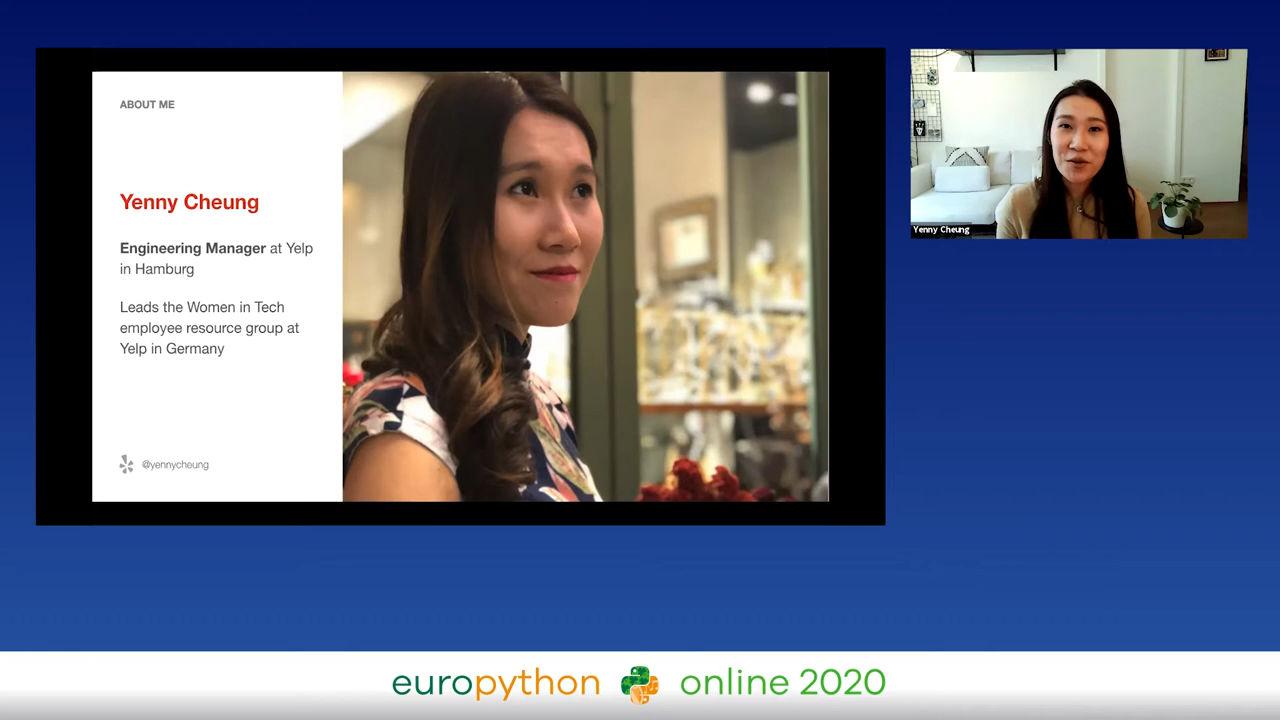 ABOUT ME
Yenny Cheung
Engineering Manager at Yelp
in Hamburg
Leads the Women in Tech
employee resource group at
Yelp in Germany
@yennycheung
Yenny Cheung
europython online 2020